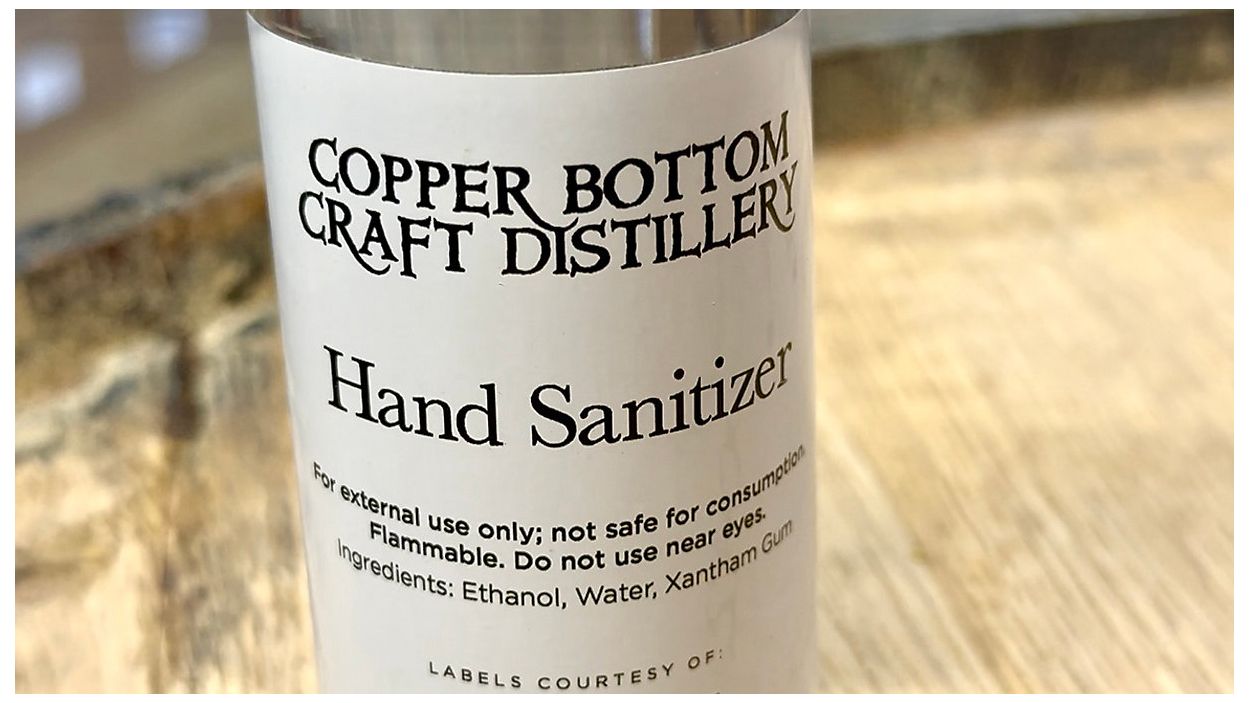 COPPER BOTTOM
CRAFT DISTILLERY
Hand Sanitizer
For external use only; not safe for consumption.
Flammable. Do not use near eyes.
Ingredients: Ethanol, Water, Xantham Gum
LABELS COURTESY OF: